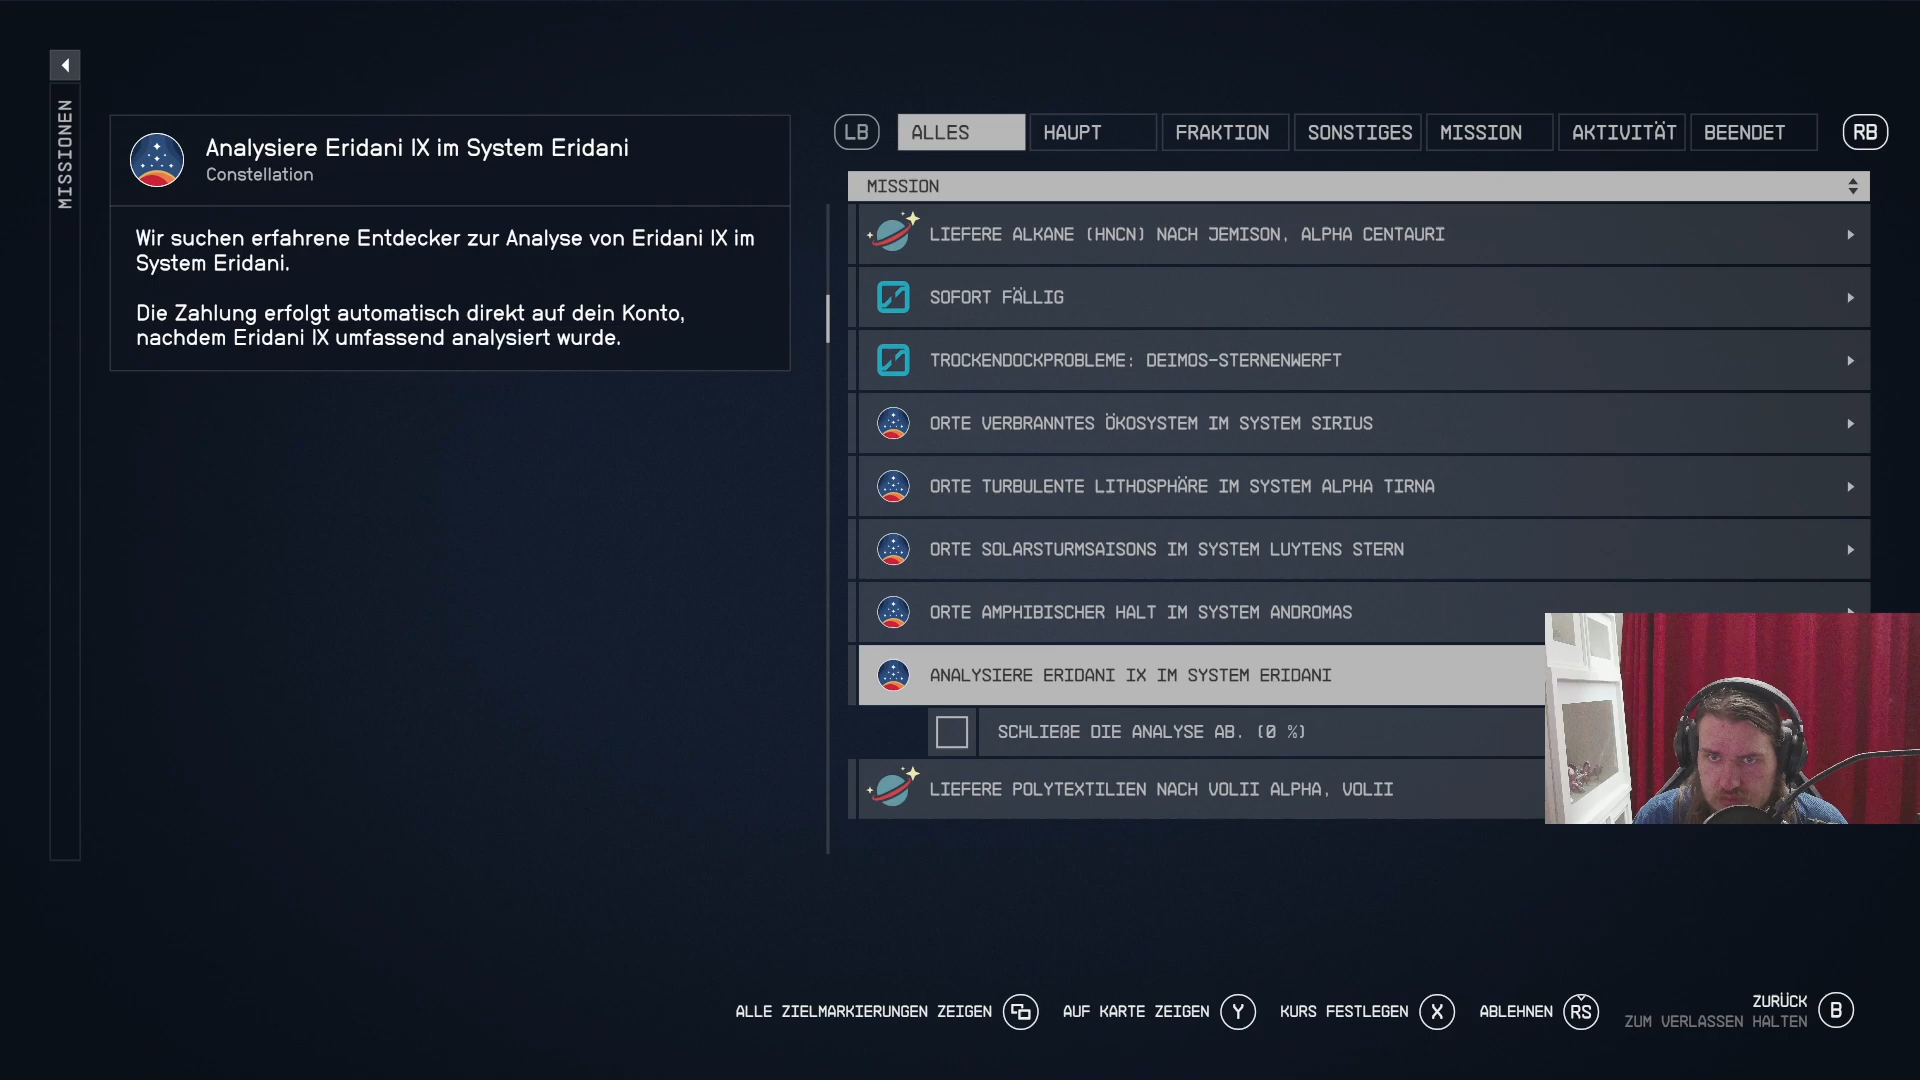 MISSIONEN
Analysiere Eridani IX im System Eridani
Constellation
Wir suchen erfahrene Entdecker zur Analyse von Eridani IX im
System Eridani.
Die Zahlung erfolgt automatisch direkt auf dein Konto,
nachdem Eridani IX umfassend analysiert wurde.
LB ALLES HAUPT FRAKTION SONSTIGES MISSION AKTIVITÄT BEENDET RB
MISSION
LIEFERE ALKANE (HNCN) NACH JEMISON, ALPHA CENTAURI
SOFORT FÄLLIG
TROCKENDOCKPROBLEME: DEIMOS-STERNENWERFT
ORTE VERBRANNTES ÖKOSYSTEM IM SYSTEM SIRIUS
ORTE TURBULENTE LITHOSPHÄRE IM SYSTEM ALPHA TIRNA
ORTE SOLARSTURMSAISONS IM SYSTEM LUYTENS STERN
ORTE AMPHIBISCHER HALT IM SYSTEM ANDROMAS
ANALYSIERE ERIDANI IX IM SYSTEM ERIDANI
SCHLIEßE DIE ANALYSE AB. (0 %)
LIEFERE POLYTEXTILIEN NACH VOLII ALPHA, VOLII
ALLE ZIELMARKIERUNGEN ZEIGEN AUF KARTE ZEIGEN Y KURS FESTLEGEN X ABLEHNEN RS ZURÜCK B
ZUM VERLASSEN HALTEN